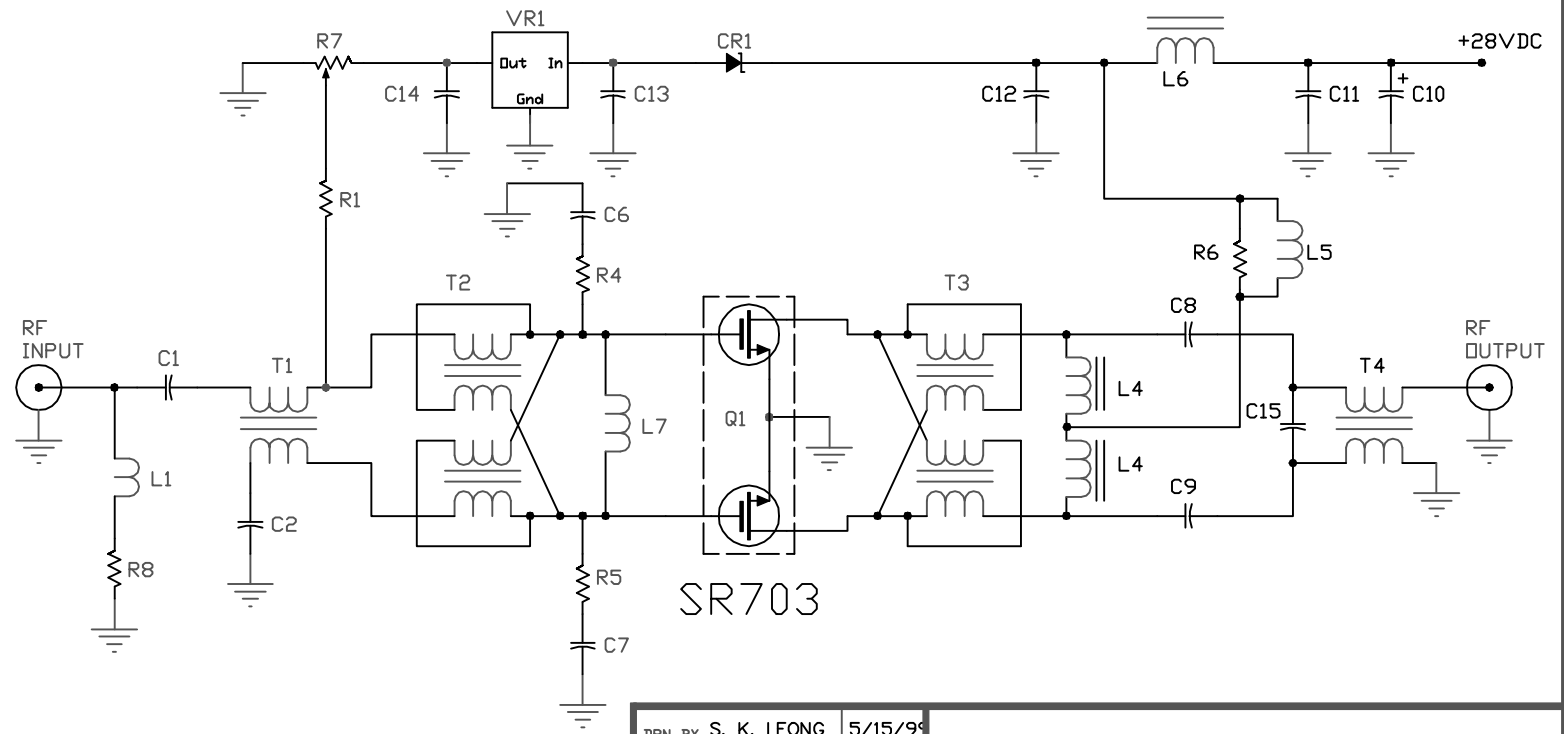 VR1
R7
CR1
+28VDC
Out In
L6
C14
C13
C12
C11
+
C10
Gnd
R1
C6
R4
R6
L5
T2
T3
C8
RF
INPUT
RF
OUTPUT
C1
T1
T4
L4
C15
L7
Q1
L1
L4
C9
C2
R8
R5
SR703
C7
DRN BY S. K. LEONG 5/15/99